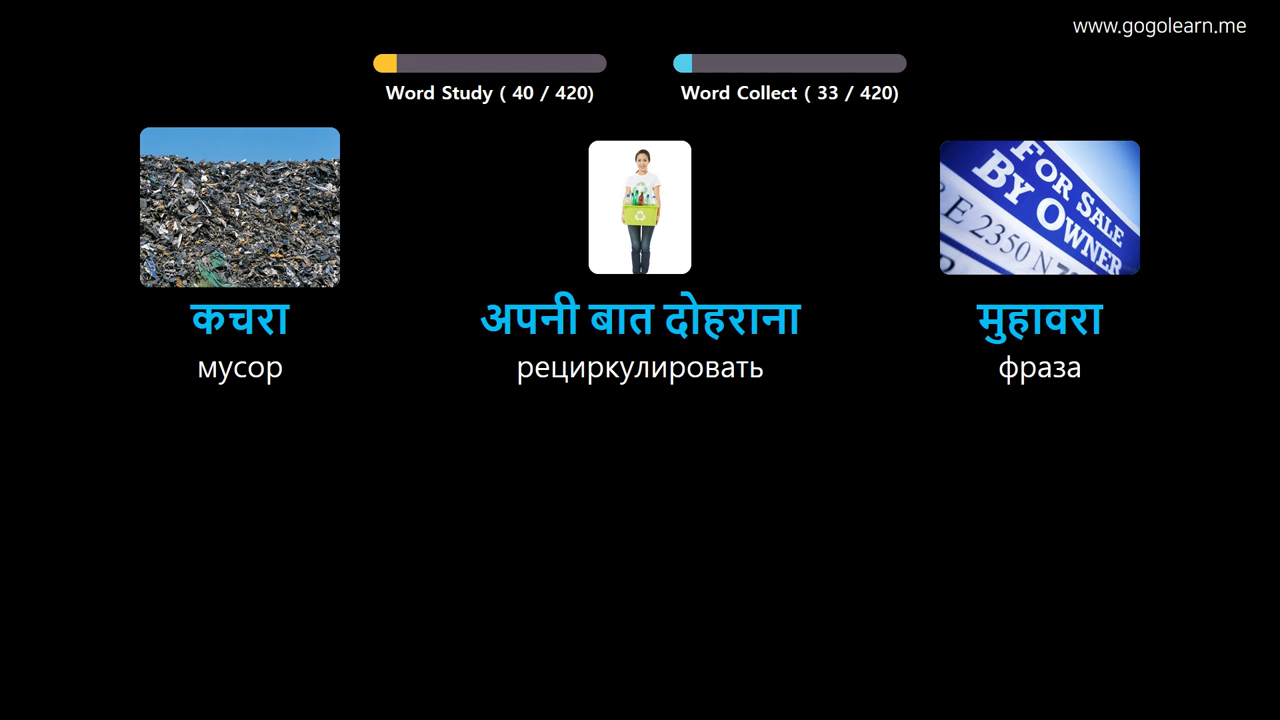 www.gogolearn.me
Word Study ( 40 / 420)
Word Collect ( 33 / 420)
FOR SALE
BY OWNER
E 2350 N
कचरा
अपनी बात दोहराना
मुहावरा
мусор
рециркулировать
фраза